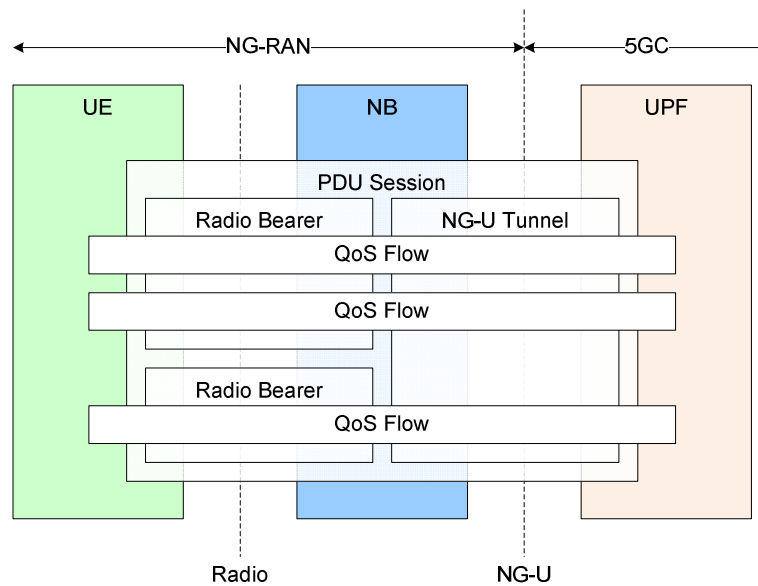 NG-RAN
5GC
UE
NB
UPF
PDU Session
Radio Bearer
NG-U Tunnel
QoS Flow
QoS Flow
Radio Bearer
QoS Flow
Radio
NG-U